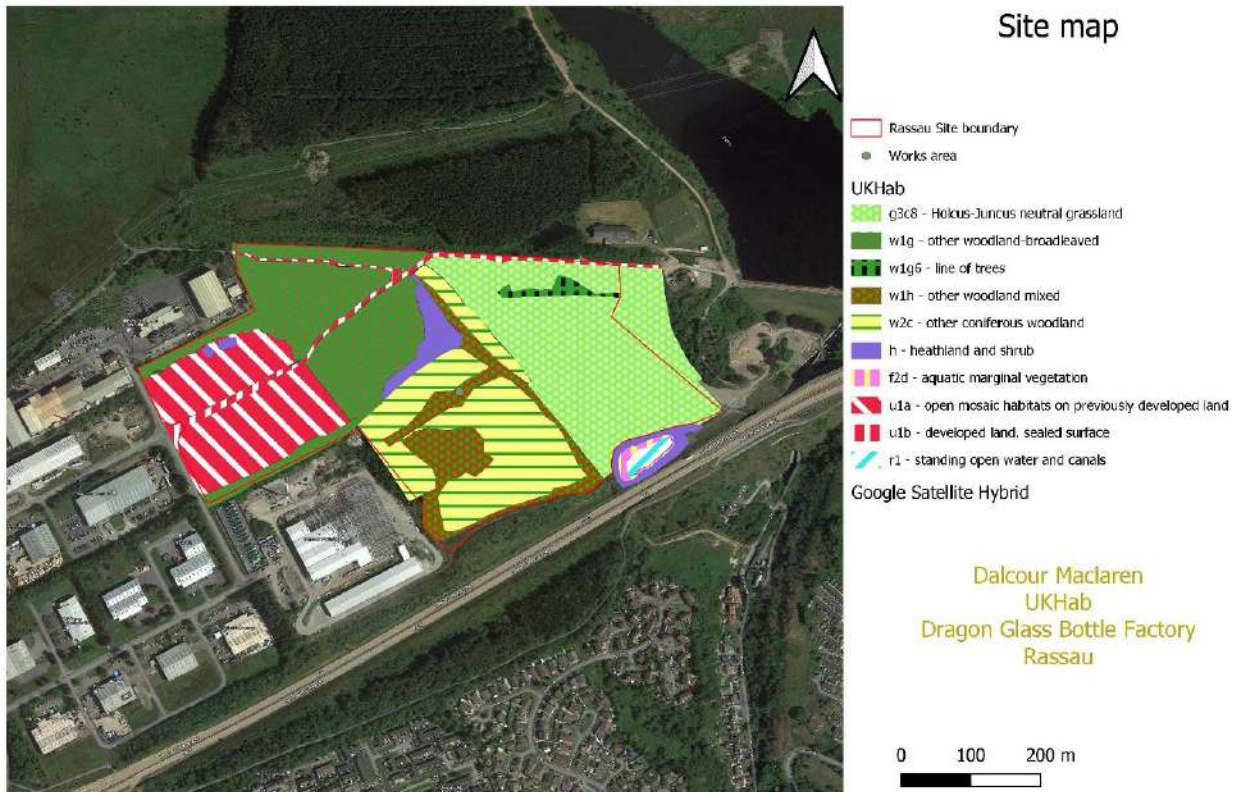 Site map
Rassau Site boundary
Works area
UKHab
g3c8 - Holcus-Juncus neutral grassland
w1g - other woodland-broadleaved
w1g6 - line of trees
w1h - other woodland mixed
w2c - other coniferous woodland
h - heathland and shrub
f2d - aquatic marginal vegetation
u1a - open mosaic habitats on previously developed land
u1b - developed land, sealed surface
r1 - standing open water and canals
Google Satellite Hybrid
Dalcour Maclaren
UKHab
Dragon Glass Bottle Factory
Rassau
0 100 200 m